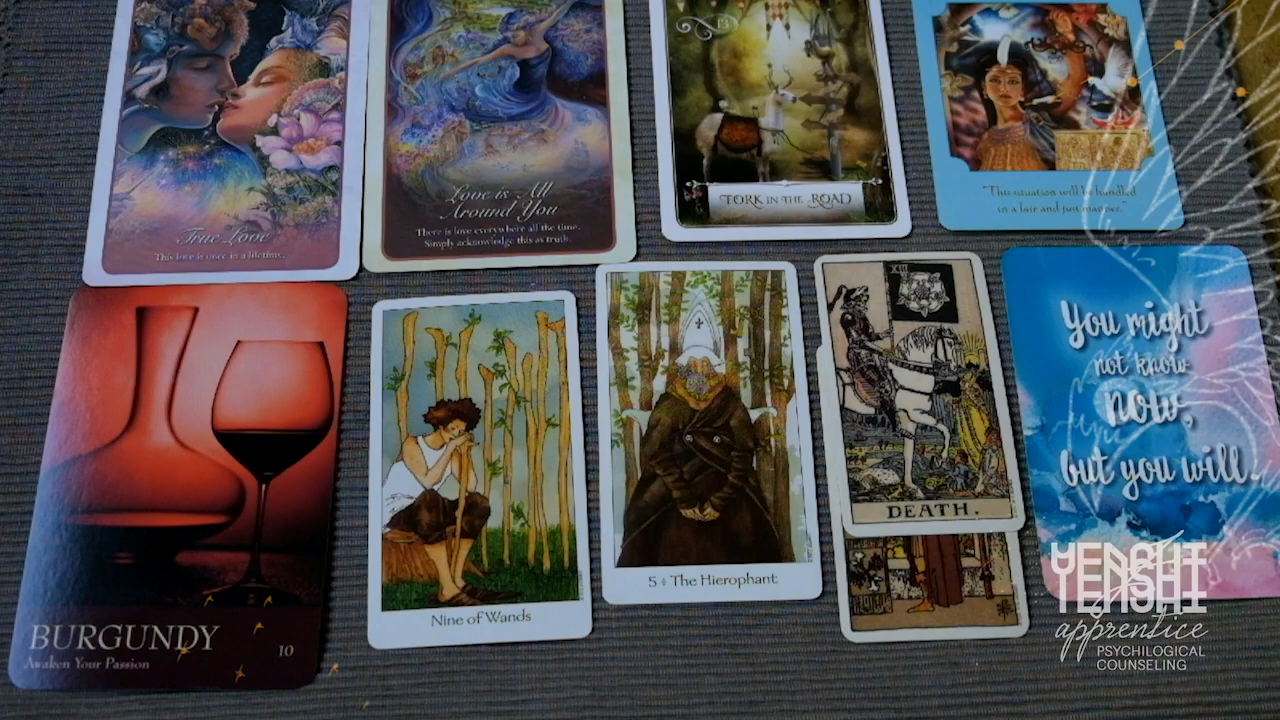 True Love
This love is once in a lifetime.
Love is All
Around You
There is love everywhere all the time.
Simply acknowledge this as truth.
13
FORK IN THE ROAD
"This situation will be handled
in a fair and just manner."
BURGUNDY
Awaken Your Passion
10
Nine of Wands
5 ÷ The Hierophant
XIII
DEATH.
You might
not know
now,
but you will.
YENSHI
YENSHI
apprentice
PSYCHILOGICAL
COUNSELING